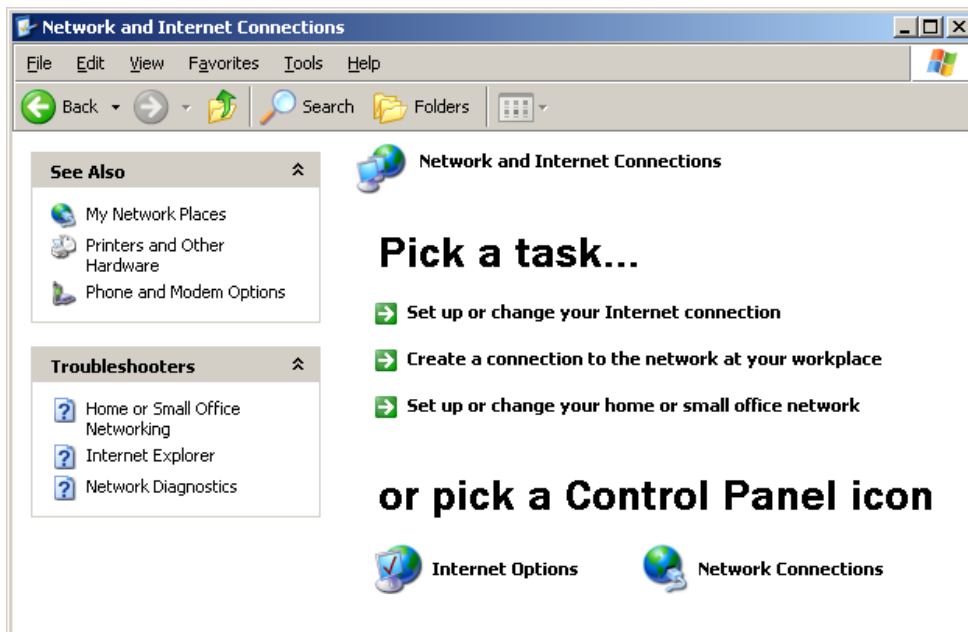 Network and Internet Connections
File Edit View Favorites Tools Help
Back Search Folders
See Also
My Network Places
Printers and Other
Hardware
Phone and Modem Options
Troubleshooters
Home or Small Office
Networking
Internet Explorer
Network Diagnostics
Network and Internet Connections
Pick a task...
Set up or change your Internet connection
Create a connection to the network at your workplace
Set up or change your home or small office network
or pick a Control Panel icon
Internet Options Network Connections